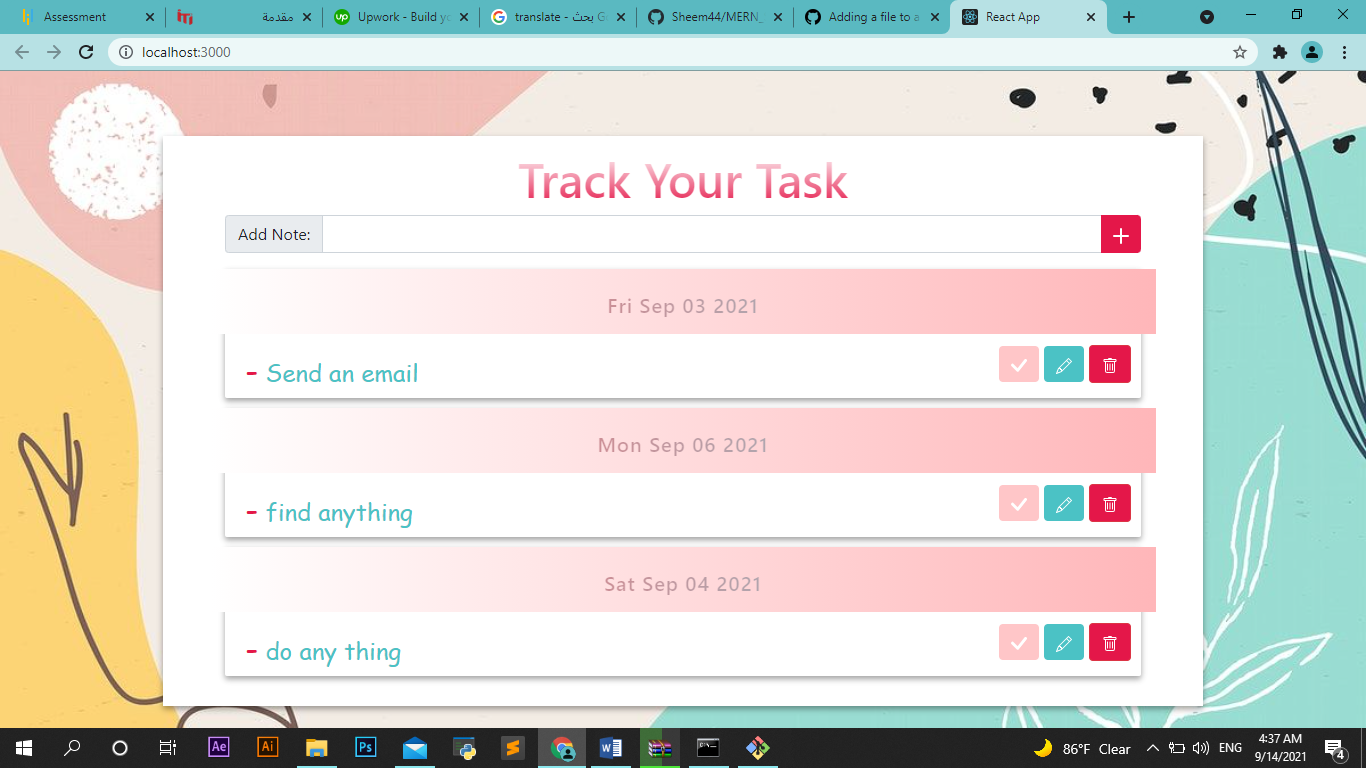 Assessment
مقدمة
Upwork - Build yo
translate - بحث G
Sheem44/MERN_
Adding a file to a
React App
localhost:3000
Track Your Task
Add Note:
Fri Sep 03 2021
- Send an email
Mon Sep 06 2021
- find anything
Sat Sep 04 2021
- do any thing
Ae
Ai
Ps
86°F Clear
ENG
4:37 AM
9/14/2021
4